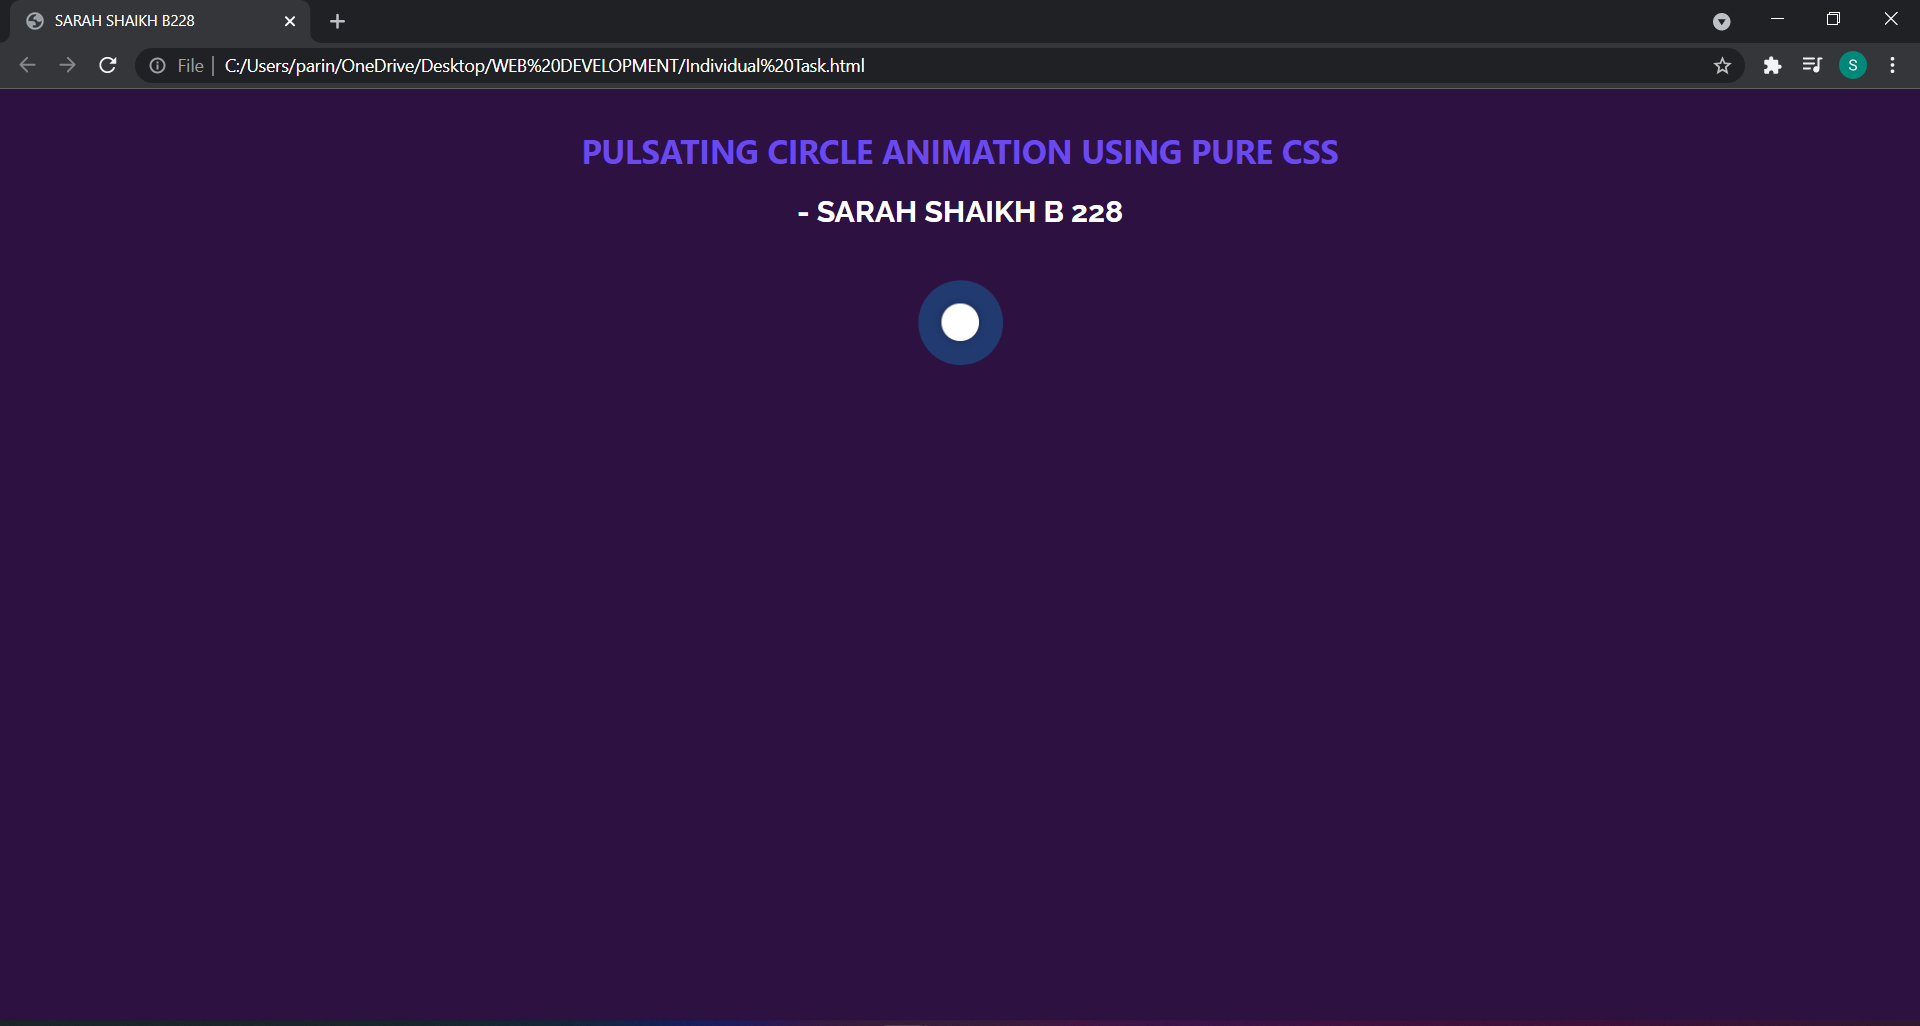 SARAH SHAIKH B228
File | C:/Users/parin/OneDrive/Desktop/WEB%20DEVELOPMENT/Individual%20Task.html
S
PULSATING CIRCLE ANIMATION USING PURE CSS
- SARAH SHAIKH B 228